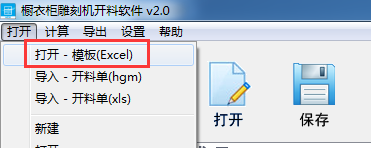 橱衣柜雕刻机开料软件 v2.0
打开 计算 导出 设置 帮助
打开 - 模板(Excel)
导入 - 开料单(hgm)
导入 - 开料单(xls)
新建
打开 保存